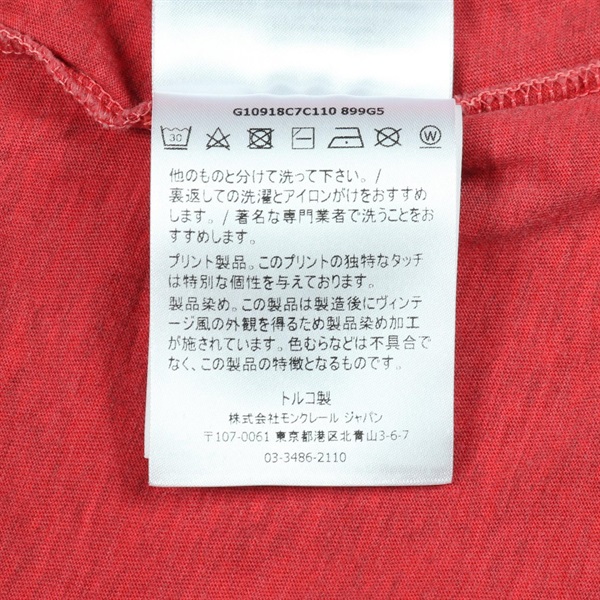 G10918C7C110 899G5
30 W
他のものと分けて洗って下さい。/
裏返しての洗濯とアイロンがけをおすすめ
します。/ 著名な専門業者で洗うことをお
すすめします。
プリント製品。このプリントの独特なタッチ
は特別な個性を与えております。
製品染め。この製品は製造後にヴィンテ
ージ風の外観を得るため製品染め加工
が施されています。色むらなどは不具合で
なく、この製品の特徴となるものです。
トルコ製
株式会社モンクレール ジャパン
〒107-0061 東京都港区北青山3-6-7
03-3486-2110